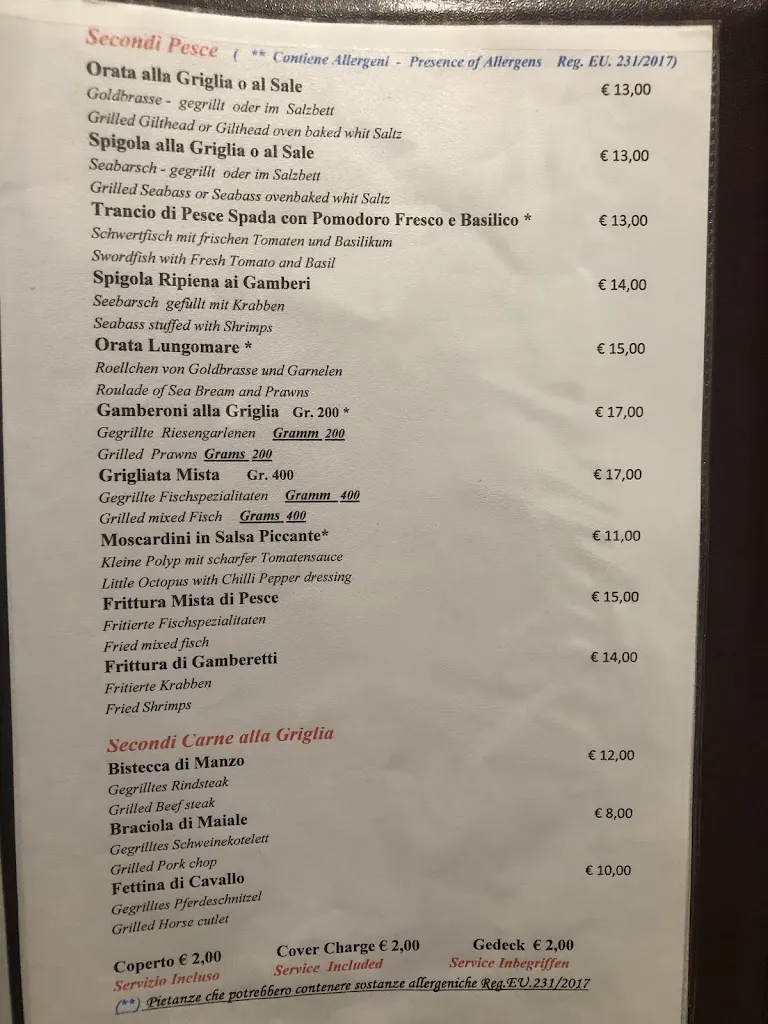 Secondi Pesce ( ** Contiene Allergeni - Presence of Allergens Reg. EU. 231/2017)
Orata alla Griglia o al Sale € 13,00
Goldbrasse - gegrillt oder im Salzbett
Grilled Gilthead or Gilthead oven baked whit Saltz
Spigola alla Griglia o al Sale € 13,00
Seabarsch - gegrillt oder im Salzbett
Grilled Seabass or Seabass ovenbaked whit Saltz
Trancio di Pesce Spada con Pomodoro Fresco e Basilico * € 13,00
Schwertfisch mit frischen Tomaten und Basilikum
Swordfish with Fresh Tomato and Basil
Spigola Ripiena ai Gamberi € 14,00
Seebarsch gefüllt mit Krabben
Seabass stuffed with Shrimps
Orata Lungomare * € 15,00
Roellchen von Goldbrasse und Garnelen
Roulade of Sea Bream and Prawns
Gamberoni alla Griglia Gr. 200 * € 17,00
Gegrillte Riesengarlenen Gramm 200
Grilled Prawns Grams 200
Grigliata Mista Gr. 400 € 17,00
Gegrillte Fischspezialitaten Gramm 400
Grilled mixed Fisch Grams 400
Moscardini in Salsa Piccante* € 11,00
Kleine Polyp mit scharfer Tomatensauce
Little Octopus with Chilli Pepper dressing
Frittura Mista di Pesce € 15,00
Fritierte Fischspezialitaten
Fried mixed fisch
Frittura di Gamberetti € 14,00
Fritierte Krabben
Fried Shrimps
Secondi Carne alla Griglia
Bistecca di Manzo € 12,00
Gegrilltes Rindsteak
Grilled Beef steak
Braciola di Maiale € 8,00
Gegrilltes Schweinekotelett
Grilled Pork chop
Fettina di Cavallo € 10,00
Gegrilltes Pferdeschnitzel
Grilled Horse cutlet
Coperto € 2,00 Cover Charge € 2,00 Gedeck € 2,00
Servizio Incluso Service Included Service Inbegriffen
(**) Pietanze che potrebbero contenere sostanze allergeniche Reg.EU.231/2017